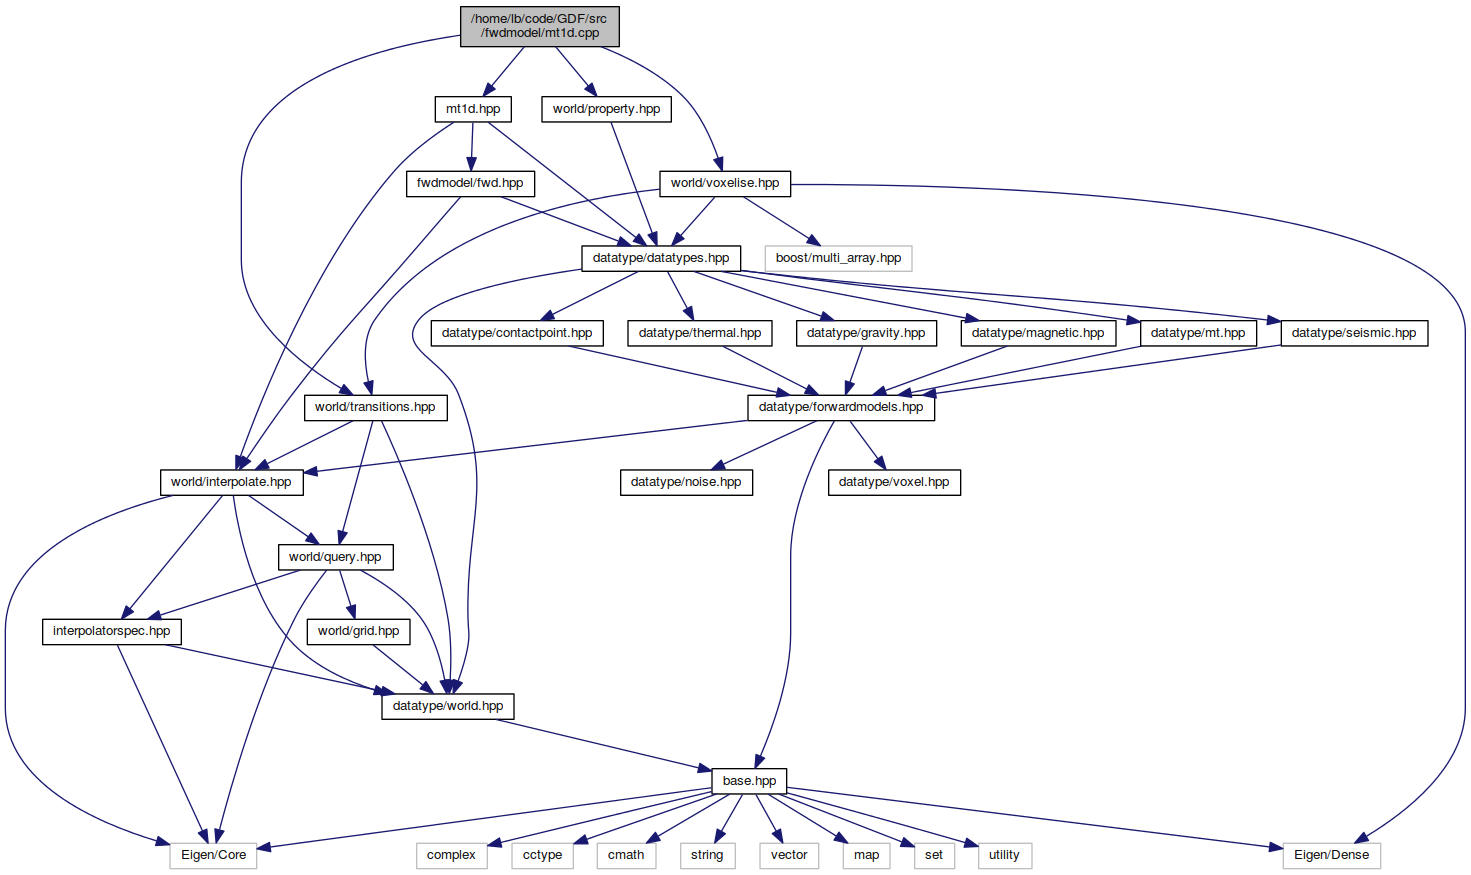 /home/lb/code/GDF/src
/fwdmodel/mt1d.cpp
mt1d.hpp
world/property.hpp
fwdmodel/fwd.hpp
world/voxelise.hpp
datatype/datatypes.hpp
boost/multi_array.hpp
datatype/contactpoint.hpp
datatype/thermal.hpp
datatype/gravity.hpp
datatype/magnetic.hpp
datatype/mt.hpp
datatype/seismic.hpp
world/transitions.hpp
datatype/forwardmodels.hpp
world/interpolate.hpp
datatype/noise.hpp
datatype/voxel.hpp
world/query.hpp
interpolatorspec.hpp
world/grid.hpp
datatype/world.hpp
base.hpp
Eigen/Core
complex
cctype
cmath
string
vector
map
set
utility
Eigen/Dense